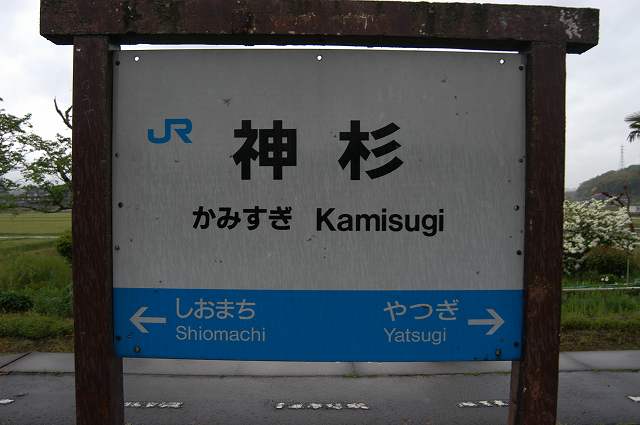 JR 神杉
かみすぎ Kamisugi
← しおまち やつぎ →
Shiomachi Yatsugi